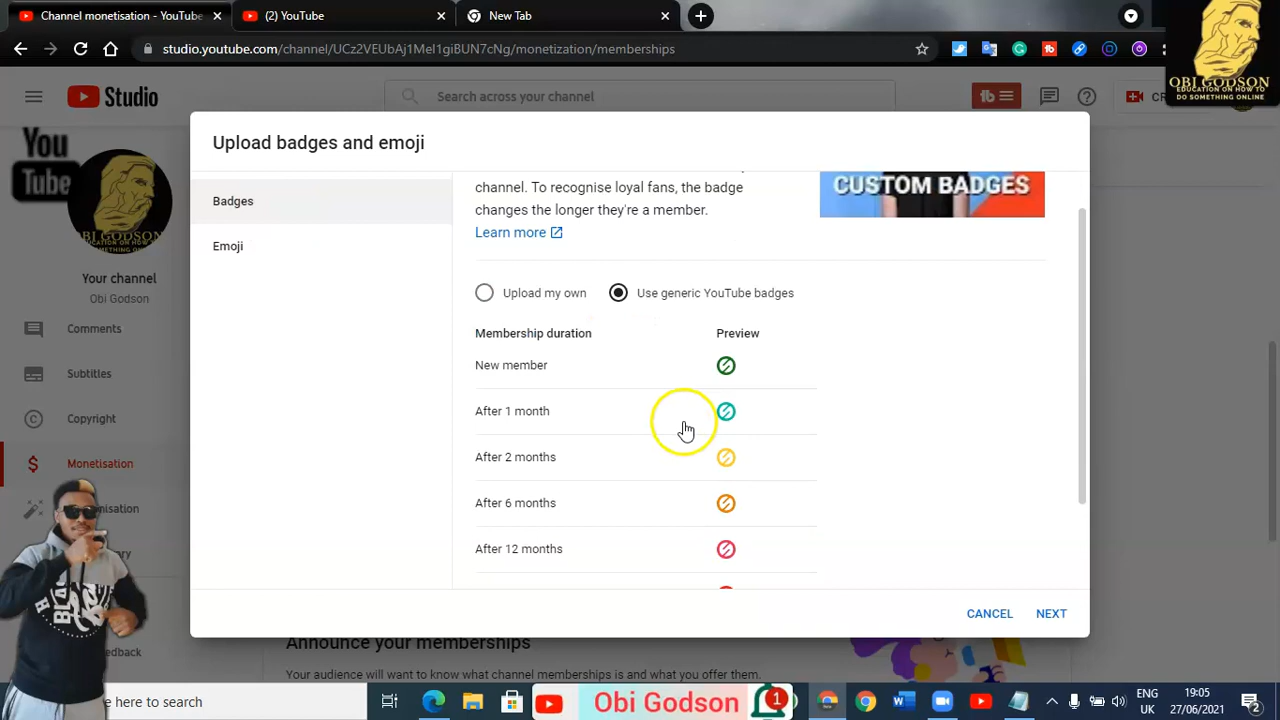 Channel monetisation - YouTube
(2) YouTube
New Tab
studio.youtube.com/channel/UCz2VEUbAj1MeI1giBUN7cNg/monetization/memberships
OBI GODSON
EDUCATION ON HOW TO
DO SOMETHING ONLINE
Studio
Search across your channel
You
Tube
Your channel
Obi Godson
Comments
Subtitles
Copyright
Monetisation
Upload badges and emoji
Badges
Emoji
channel. To recognise loyal fans, the badge
changes the longer they're a member.
Learn more
CUSTOM BADGES
Upload my own
Use generic YouTube badges
Membership duration
Preview
New member
After 1 month
After 2 months
After 6 months
After 12 months
CANCEL
NEXT
Announce your memberships
Your audience will want to know what channel memberships is and what you offer them.
here to search
Obi Godson
1
ENG
UK
19:05
27/06/2021
2